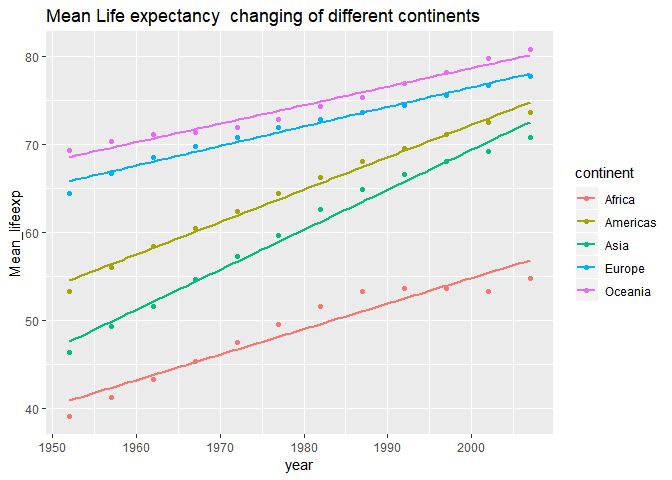 Mean Life expectancy  changing of different continents
80
70
60
50
40
Mean_lifeexp
1950
1960
1970
1980
1990
2000
year
continent
Africa
Americas
Asia
Europe
Oceania